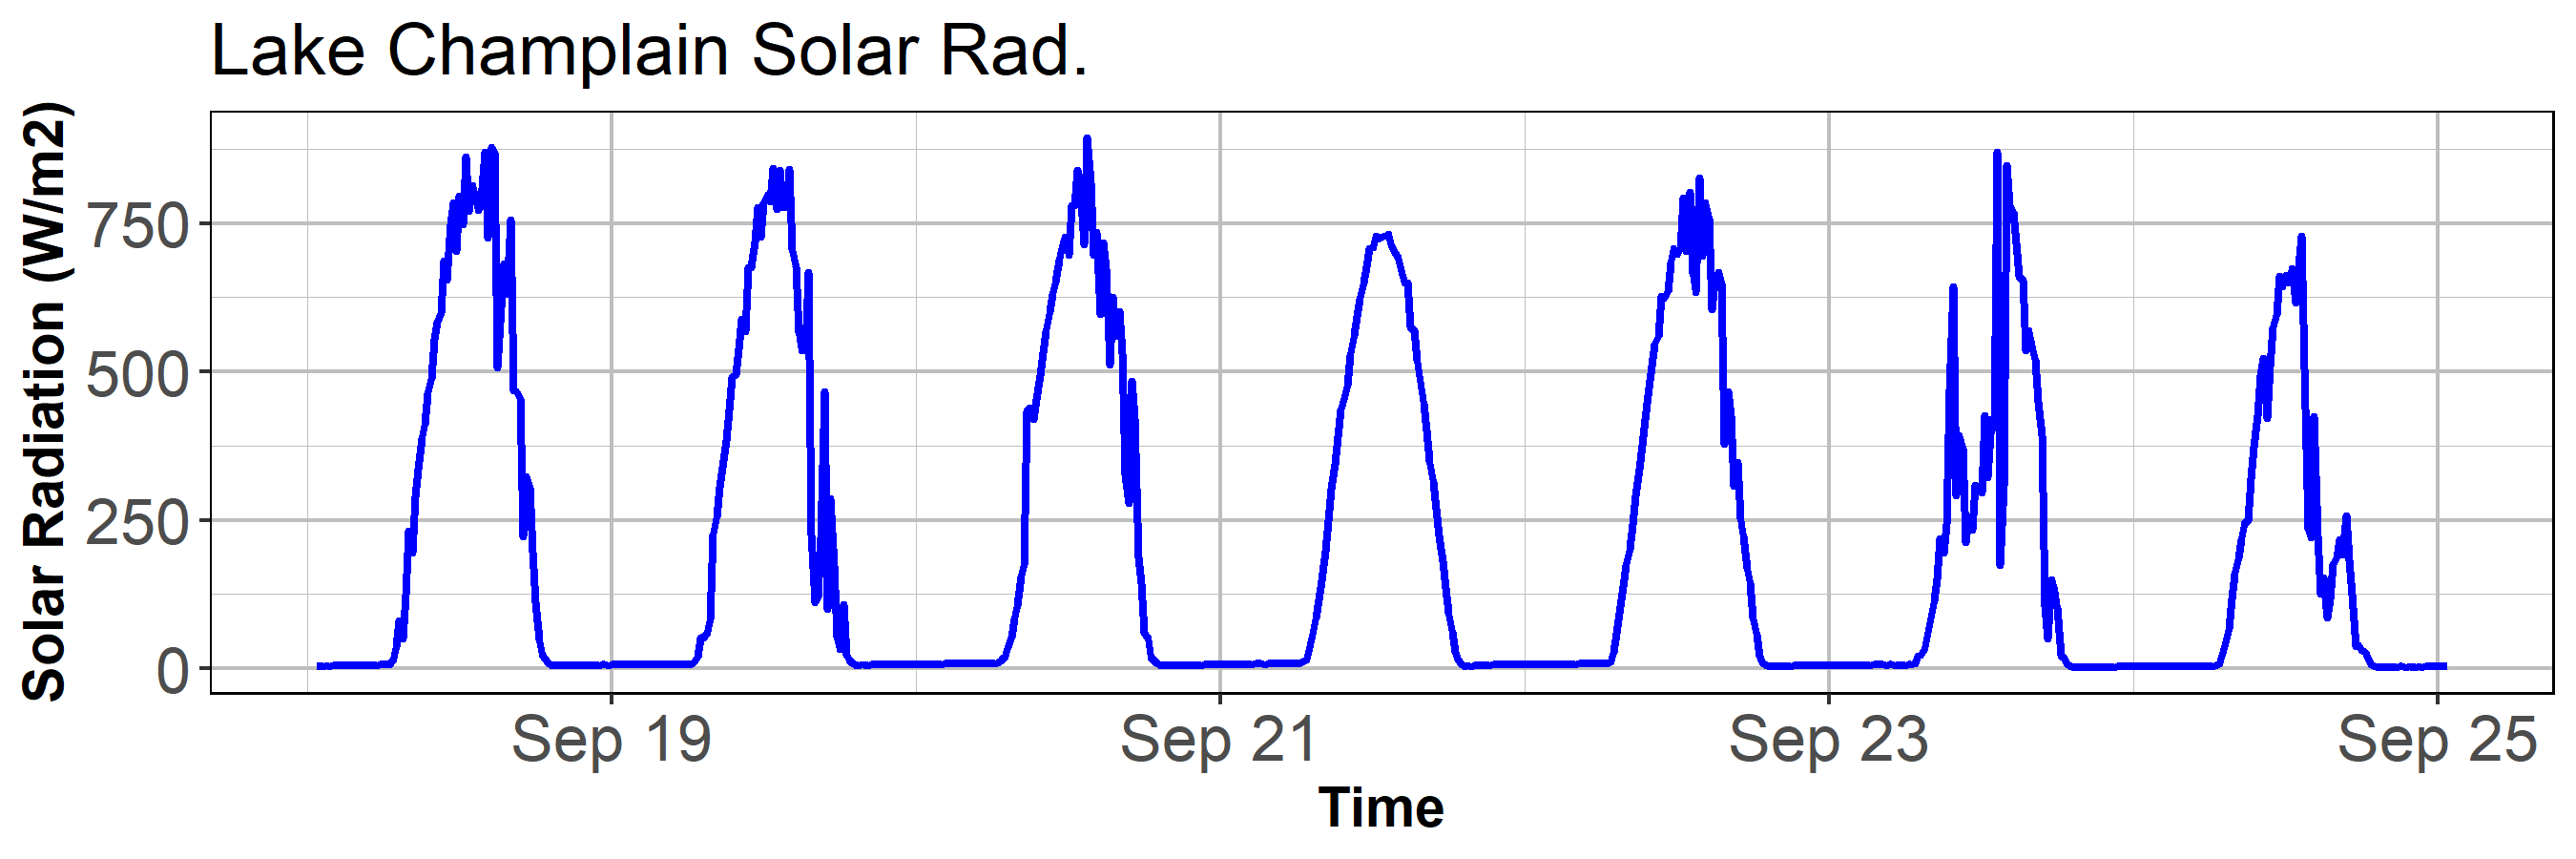 Lake Champlain Solar Rad.
Solar Radiation (W/m2)
750
500
250
0
Sep 19
Sep 21
Sep 23
Sep 25
Time